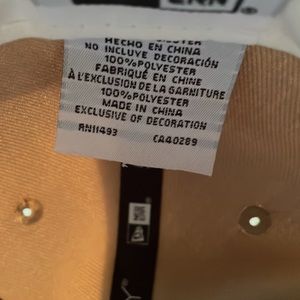 HECHO EN CHINA
NO INCLUYE DECORACIÓN
100%POLYESTER
FABRIQUÉ EN CHINE
À L'EXCLUSION DE LA GARNITURE
100%POLYESTER
MADE IN CHINA
EXCLUSIVE OF DECORATION
RN11493 CA40289